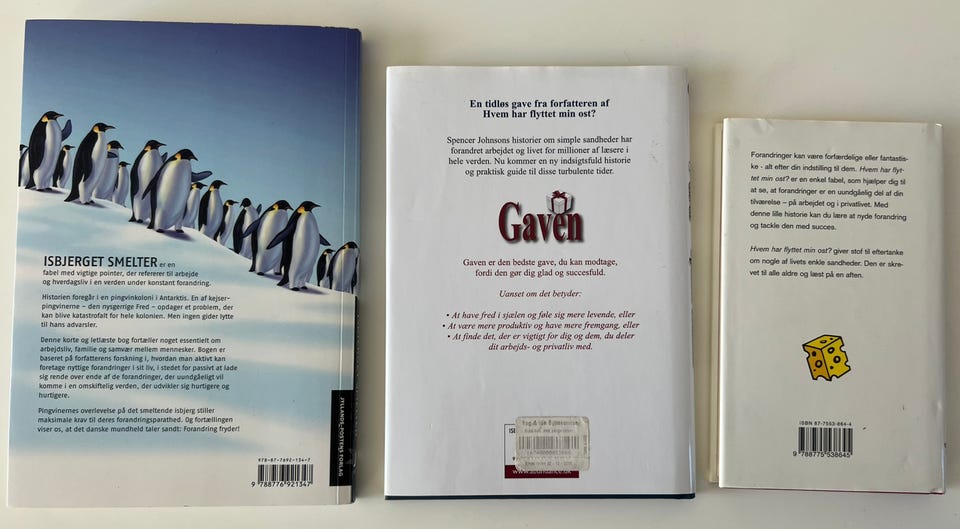 ISBJERGET SMELTER er en
fabel med vigtige pointer, der refererer til arbejde
og hverdagsliv i en verden under konstant forandring.
Historien foregår i en pingvinkoloni i Antarktis. En af kejser-
pingvinerne – den nysgerrige Fred – opdager et problem, der
kan blive katastrofalt for hele kolonien. Men ingen gider lytte
til hans advarsler.
Denne korte og letlæste bog fortæller noget essentielt om
arbejdsliv, familie og samvær mellem mennesker. Bogen er
baseret på forfatterens forskning i, hvordan man aktivt kan
foretage nyttige forandringer i sit liv, i stedet for passivt at lade
sig rende over ende af de forandringer, der uundgåeligt vil
komme i en omskiftelig verden, der udvikler sig hurtigere og
hurtigere.
Pingvinernes overlevelse på det smeltende isbjerg stiller
maksimale krav til deres forandringsparathed. Og fortællingen
viser os, at det danske mundheld taler sandt: Forandring fryder!
JYLLANDS-POSTENS FORLAG
978-87-7692-134-7
9 788776 921347
En tidløs gave fra forfatteren af
Hvem har flyttet min ost?
Spencer Johnsons historier om simple sandheder har
forandret arbejdet og livet for millioner af læsere i
hele verden. Nu kommer en ny indsigtsfuld historie
og praktisk guide til disse turbulente tider.
Gaven
Gaven er den bedste gave, du kan modtage,
fordi den gør dig glad og succesfuld.
Uanset om det betyder:
• At have fred i sjælen og føle sig mere levende, eller
• At være mere produktiv og have mere fremgang, eller
• At finde det, der er vigtigt for dig og dem, du deler
dit arbejds- og privatliv med.
Forandringer kan være forfærdelige eller fantasti-
ske - alt efter din indstilling til dem. Hvem har flyt-
tet min ost? er en enkel fabel, som hjælper dig til
at se, at forandringer er en uundgåelig del af din
tilværelse – på arbejdet og i privatlivet. Med
denne lille historie kan du lære at nyde forandring
og tackle den med succes.
Hvem har flyttet min ost? giver stof til eftertanke
om nogle af livets enkle sandheder. Den er skre-
vet til alle aldre og læst på en aften.
ISBN 87-7553-864-4
9 788775 538645